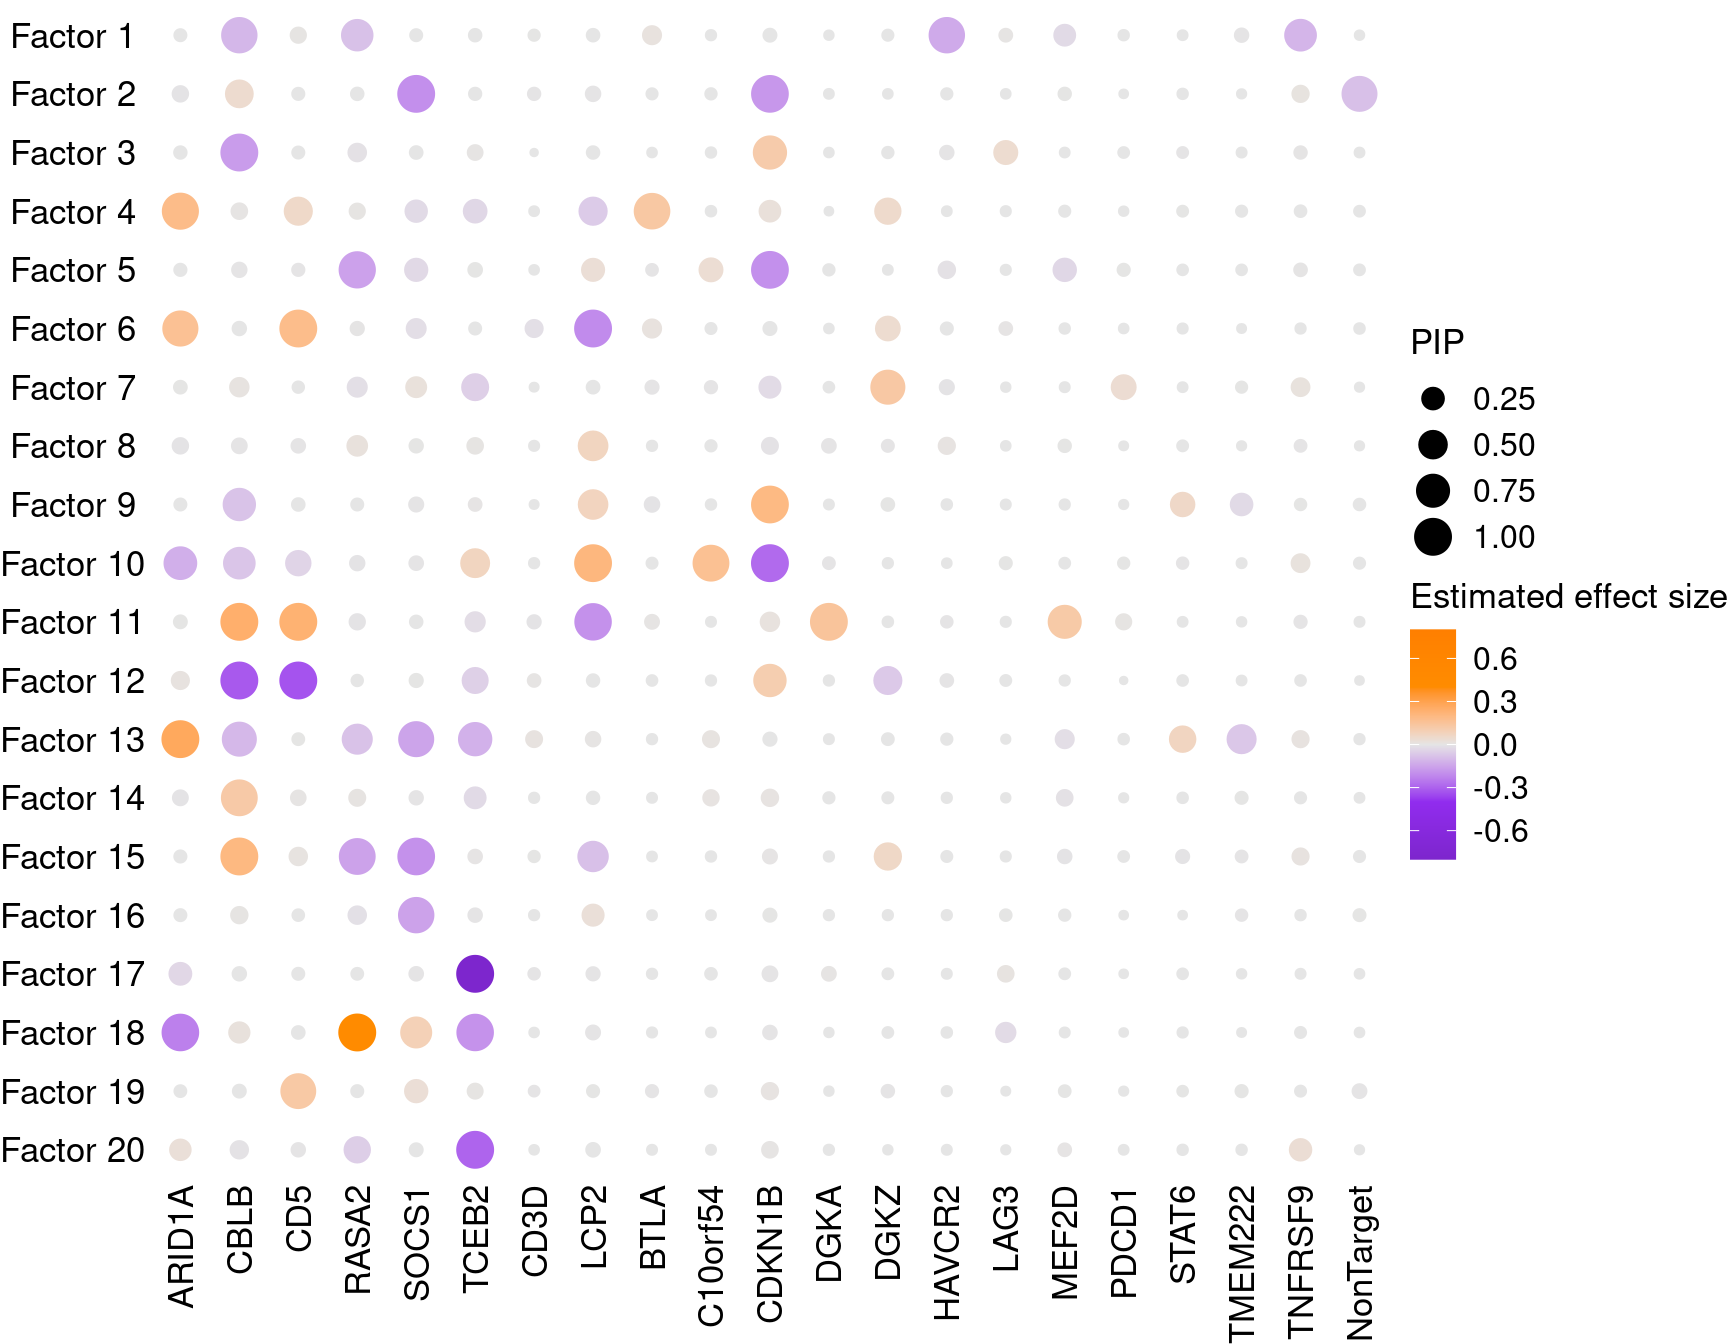 Factor 1
Factor 2
Factor 3
Factor 4
Factor 5
Factor 6
Factor 7
Factor 8
Factor 9
Factor 10
Factor 11
Factor 12
Factor 13
Factor 14
Factor 15
Factor 16
Factor 17
Factor 18
Factor 19
Factor 20
ARID1A
CBLB
CD5
RASA2
SOCS1
TCEB2
CD3D
LCP2
BTLA
C10orf54
CDKN1B
DGKA
DGKZ
HAVCR2
LAG3
MEF2D
PDCD1
STAT6
TMEM222
TNFRSF9
NonTarget
PIP
0.25
0.50
0.75
1.00
Estimated effect size
0.6
0.3
0.0
-0.3
-0.6